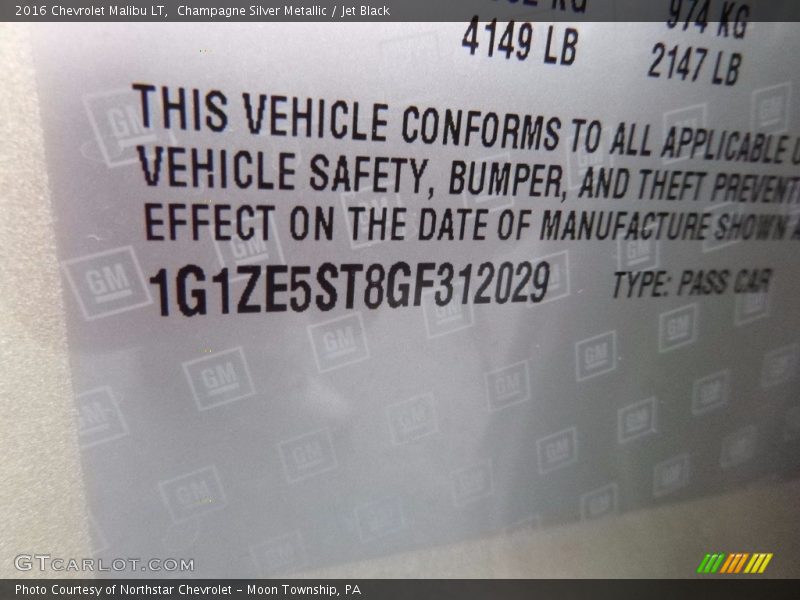 2016 Chevrolet Malibu LT, Champagne Silver Metallic / Jet Black
974 KG
4149 LB 2147 LB
THIS VEHICLE CONFORMS TO ALL APPLICABLE
VEHICLE SAFETY, BUMPER, AND THEFT PREVENT
EFFECT ON THE DATE OF MANUFACTURE SHOWN A
1G1ZE5ST8GF312029 TYPE: PASS CAR
GM
GTCARLOT.COM
Photo Courtesy of Northstar Chevrolet - Moon Township, PA